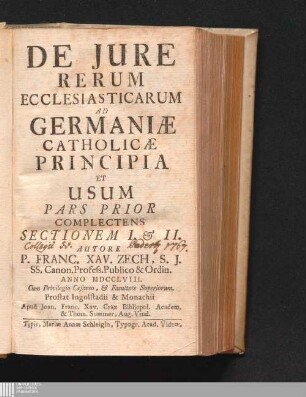 DE JURE
RERUM
ECCLESIASTICARUM
AD
GERMANIÆ
CATHOLICÆ
PRINCIPIA
ET
USUM
PARS PRIOR
COMPLECTENS
SECTIONEM I. & II.
Collegii 1767.
AUTORE
P. FRANC. XAV. ZECH, S. J.
SS. Canon. Profess. Publico & Ordin.
ANNO MDCCLVIII.
Cum Privilegio Cæsareo, & Facultate Superiorum.
Prostat Ingolstadii & Monachii
Apud Joan. Franc. Xav. Cräz Bibliopol. Academ.
& Thom. Summer, Aug. Vind.
Typis Mariæ Annæ Schleigin, Typogr. Acad. Viduæ.